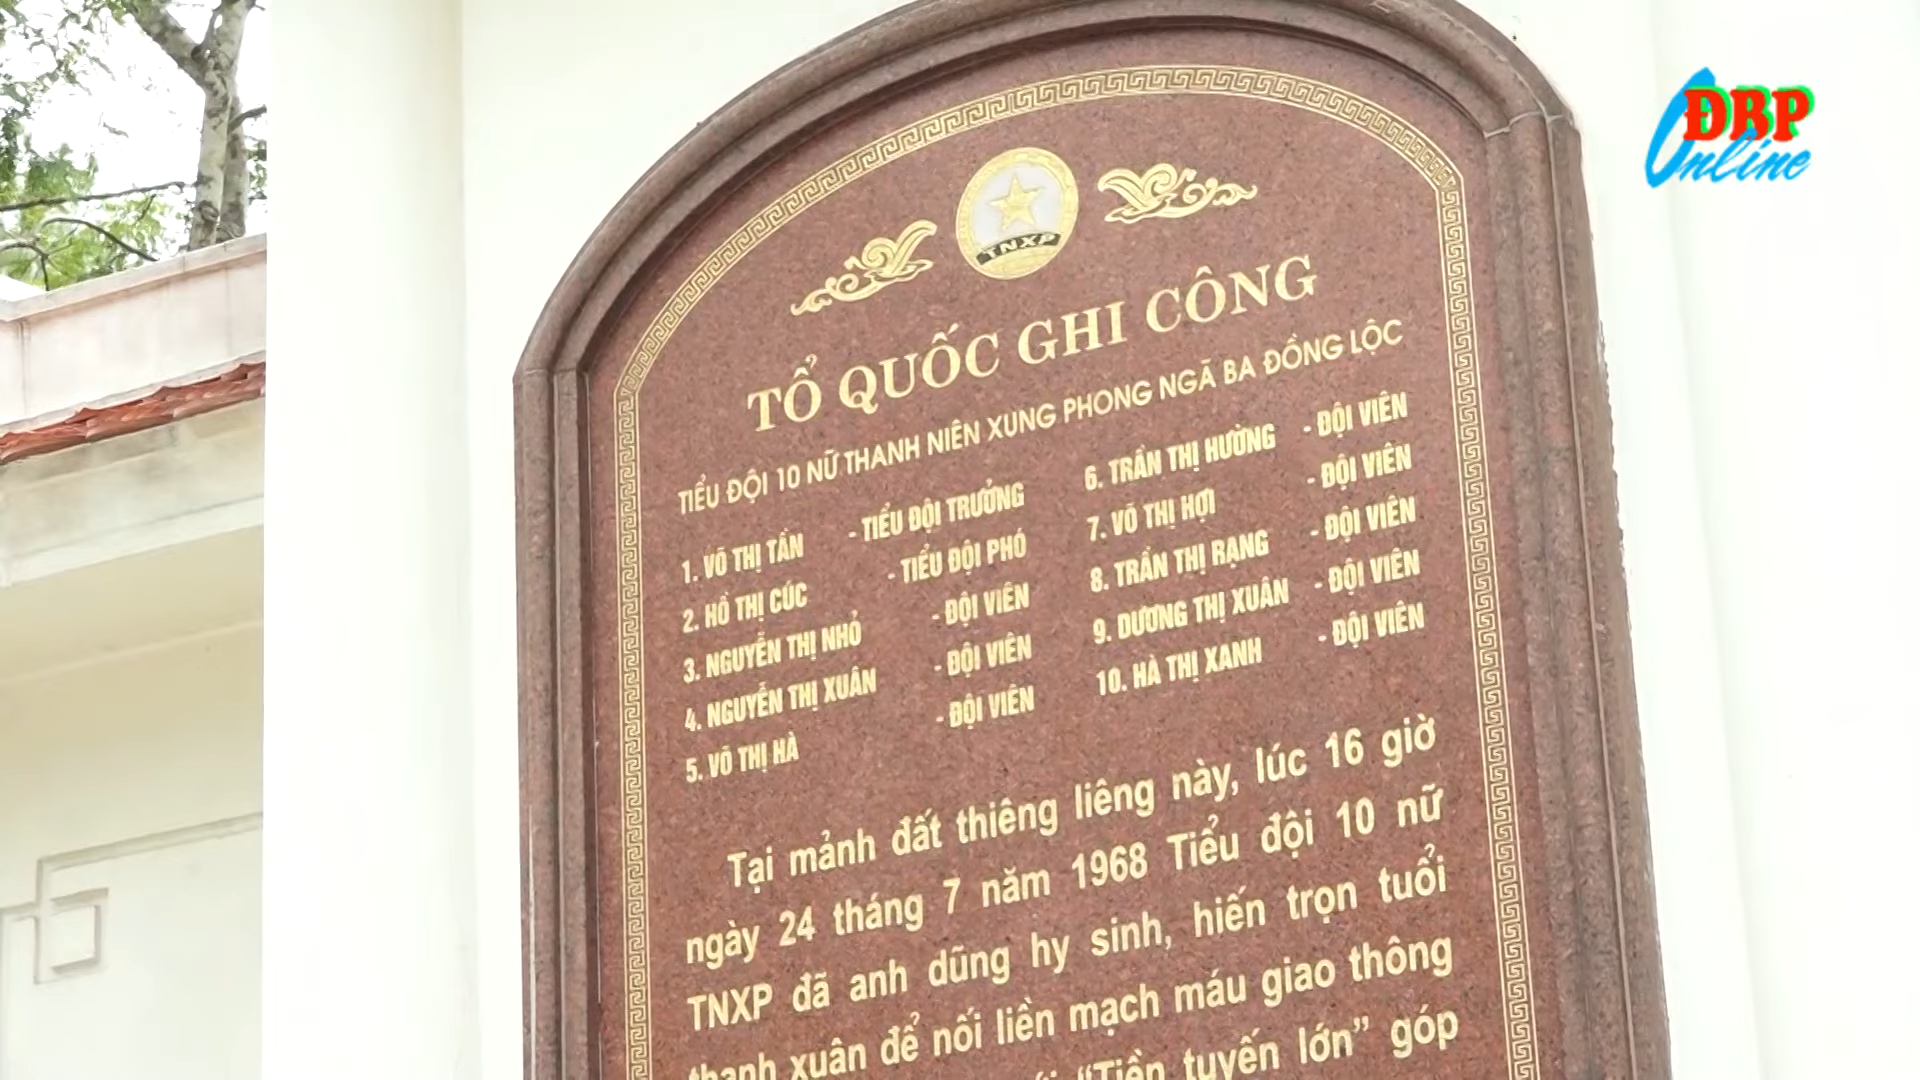 ĐBP
Online
TNXP
TỔ QUỐC GHI CÔNG
TIỂU ĐỘI 10 NỮ THANH NIÊN XUNG PHONG NGÃ BA ĐỒNG LỘC
1. VÕ THỊ TẦN - TIỂU ĐỘI TRƯỞNG
2. HỒ THỊ CÚC - TIỂU ĐỘI PHÓ
3. NGUYỄN THỊ NHỎ - ĐỘI VIÊN
4. NGUYỄN THỊ XUÂN - ĐỘI VIÊN
5. VÕ THỊ HÀ - ĐỘI VIÊN
6. TRẦN THỊ HƯỜNG - ĐỘI VIÊN
7. VÕ THỊ HỢI - ĐỘI VIÊN
8. TRẦN THỊ RẠNG - ĐỘI VIÊN
9. DƯƠNG THỊ XUÂN - ĐỘI VIÊN
10. HÀ THỊ XANH - ĐỘI VIÊN
Tại mảnh đất thiêng liêng này, lúc 16 giờ
ngày 24 tháng 7 năm 1968 Tiểu đội 10 nữ
TNXP đã anh dũng hy sinh, hiến trọn tuổi
thanh xuân để nối liền mạch máu giao thông
"Tiền tuyến lớn" góp